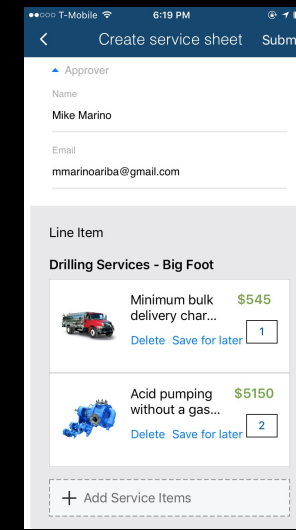 T-Mobile 6:19 PM
Create service sheet Subm
Approver
Name
Mike Marino
Email
mmarinoariba@gmail.com
Line Item
Drilling Services - Big Foot
Minimum bulk $545
delivery char...
Delete Save for later 1
Acid pumping $5150
without a gas...
Delete Save for later 2
+ Add Service Items